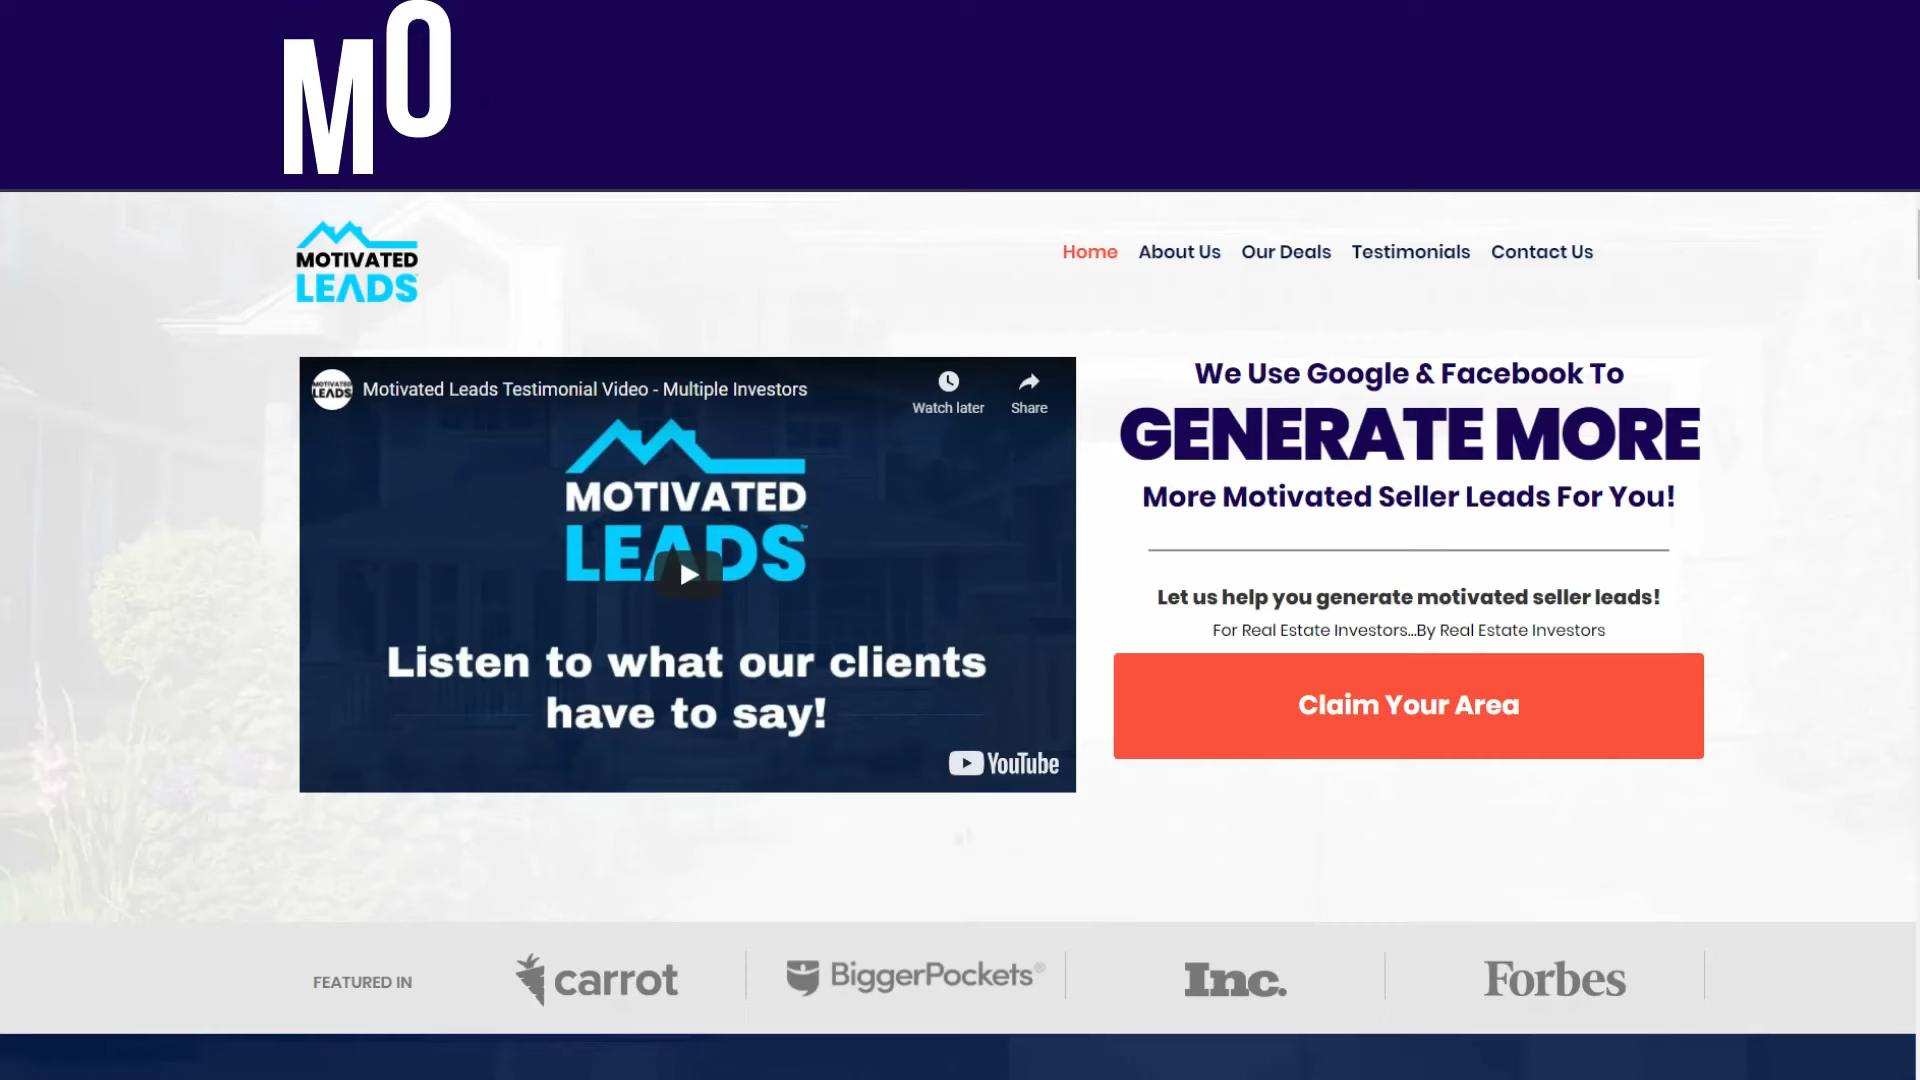 MO
MOTIVATED
LEADS
Home About Us Our Deals Testimonials Contact Us
MOTIVATED
LEADS
Motivated Leads Testimonial Video - Multiple Investors
Watch later Share
MOTIVATED
LEADS™
Listen to what our clients
have to say!
YouTube
We Use Google & Facebook To
GENERATE MORE
More Motivated Seller Leads For You!
Let us help you generate motivated seller leads!
For Real Estate Investors...By Real Estate Investors
Claim Your Area
FEATURED IN carrot BiggerPockets® Inc. Forbes